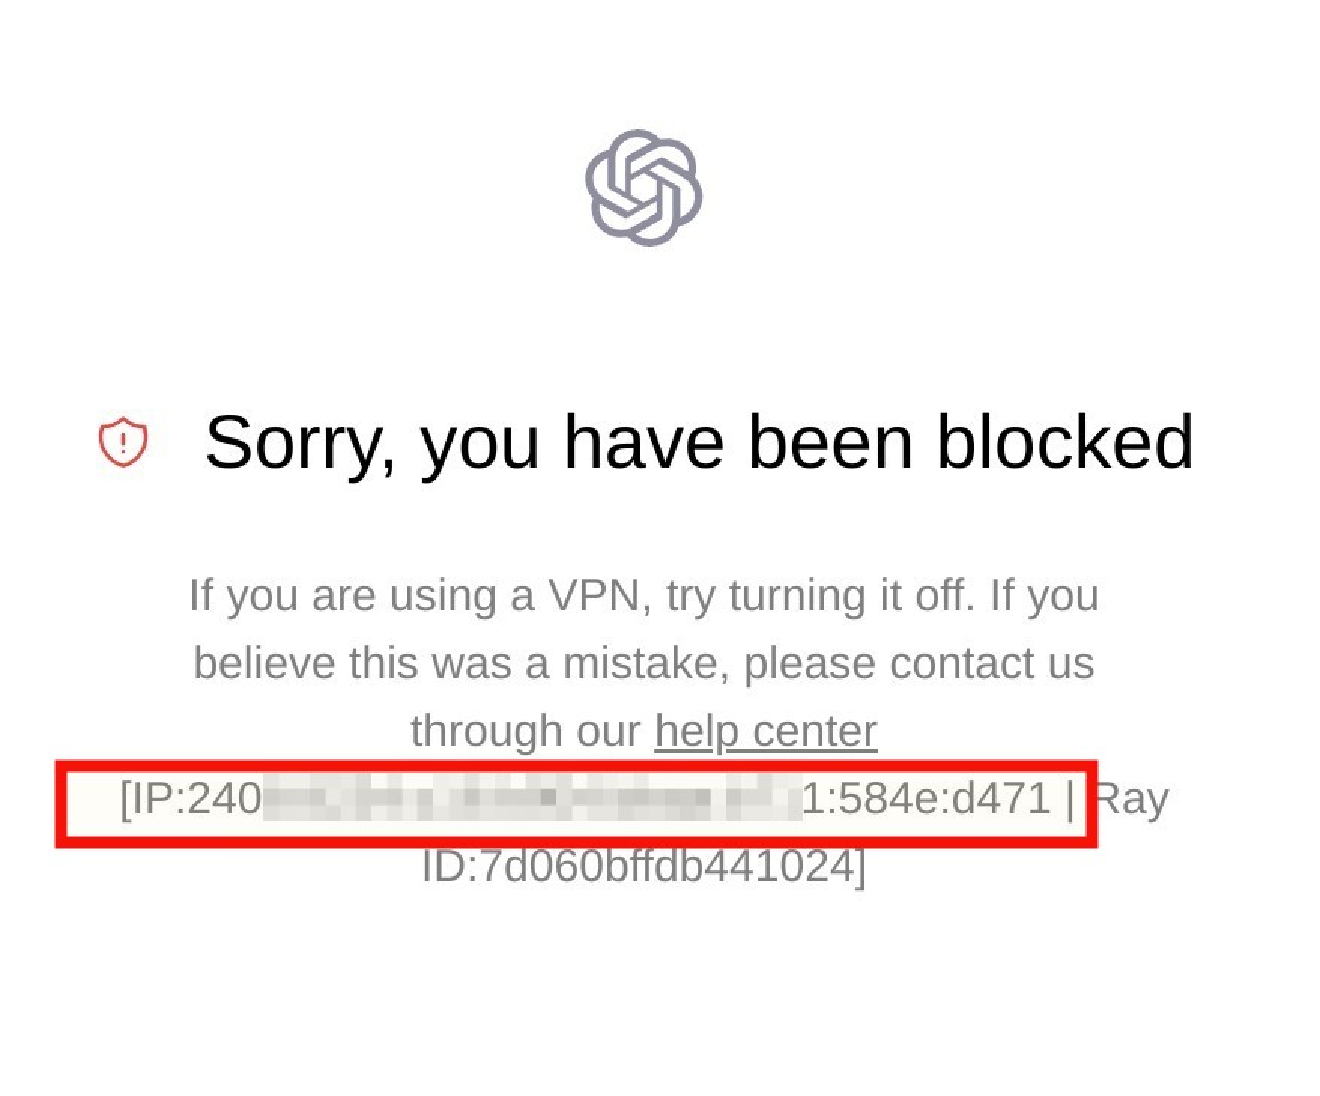 Sorry, you have been blocked
If you are using a VPN, try turning it off. If you
believe this was a mistake, please contact us
through our help center
[IP:240 1:584e:d471 | Ray
ID:7d060bffdb441024]